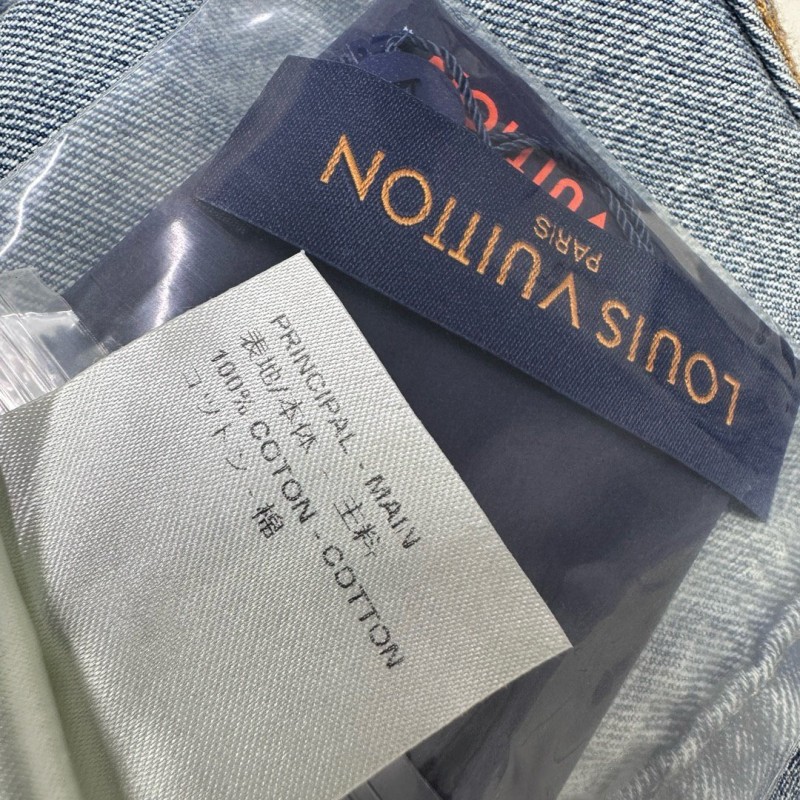 VUITTON
LOUIS VUITTON
PARIS
PRINCIPAL - MAIN
表地/本体 - 主料
100% COTON - COTTON
コットン - 棉